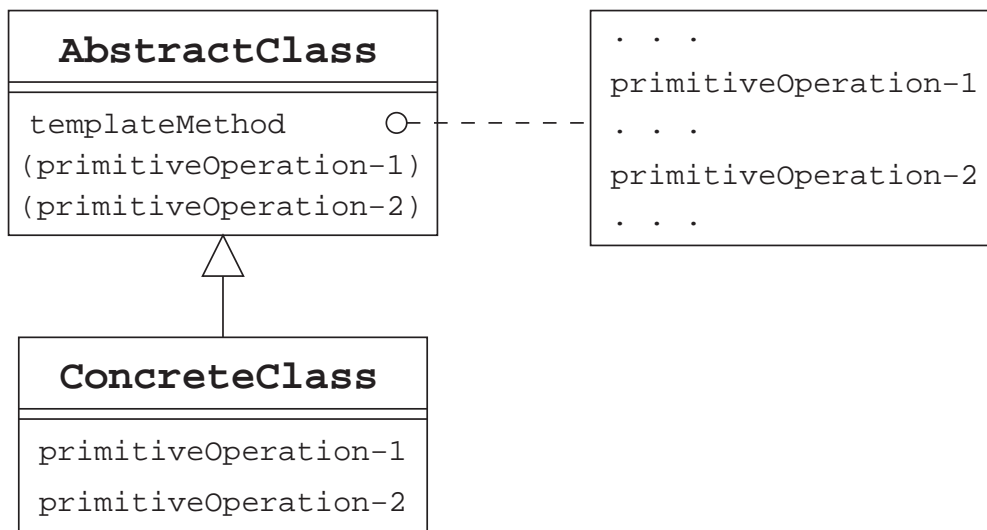 AbstractClass
templateMethod
(primitiveOperation-1)
(primitiveOperation-2)
. . .
primitiveOperation-1
. . .
primitiveOperation-2
. . .
ConcreteClass
primitiveOperation-1
primitiveOperation-2